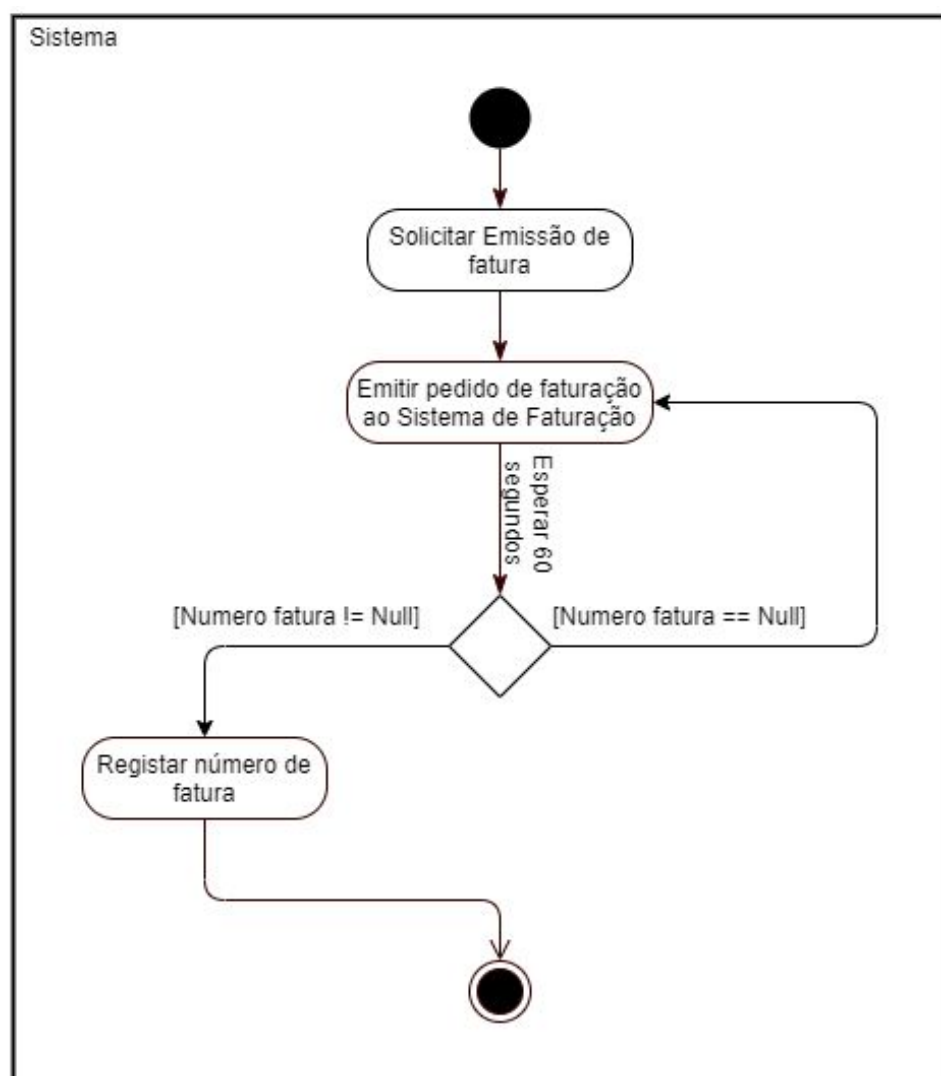 Sistema
Solicitar Emissão de
fatura
Emitir pedido de faturação
ao Sistema de Faturação
Esperar 60
segundos
[Numero fatura != Null]
[Numero fatura == Null]
Registar número de
fatura